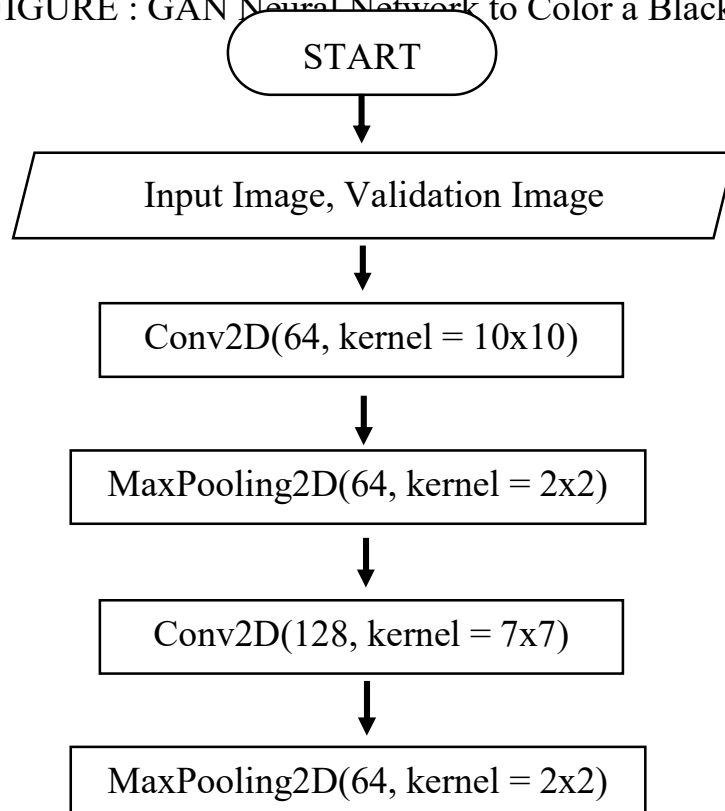 IGURE : GAN Neural Network to Color a Black
START
Input Image, Validation Image
Conv2D(64, kernel = 10x10)
MaxPooling2D(64, kernel = 2x2)
Conv2D(128, kernel = 7x7)
MaxPooling2D(64, kernel = 2x2)